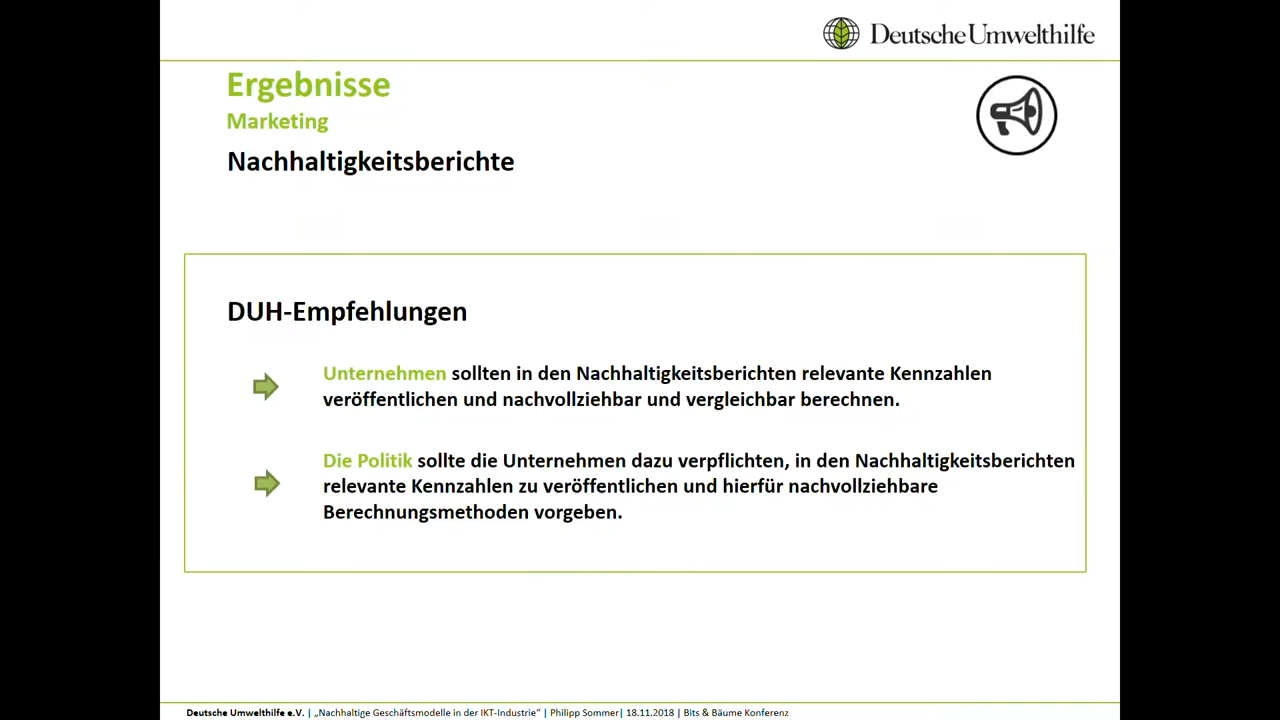 Deutsche Umwelthilfe
Ergebnisse
Marketing
Nachhaltigkeitsberichte
DUH-Empfehlungen
Unternehmen sollten in den Nachhaltigkeitsberichten relevante Kennzahlen
veröffentlichen und nachvollziehbar und vergleichbar berechnen.
Die Politik sollte die Unternehmen dazu verpflichten, in den Nachhaltigkeitsberichten
relevante Kennzahlen zu veröffentlichen und hierfür nachvollziehbare
Berechnungsmethoden vorgeben.
Deutsche Umwelthilfe e.V. | „Nachhaltige Geschäftsmodelle in der IKT-Industrie“ | Philipp Sommer| 18.11.2018 | Bits & Bäume Konferenz